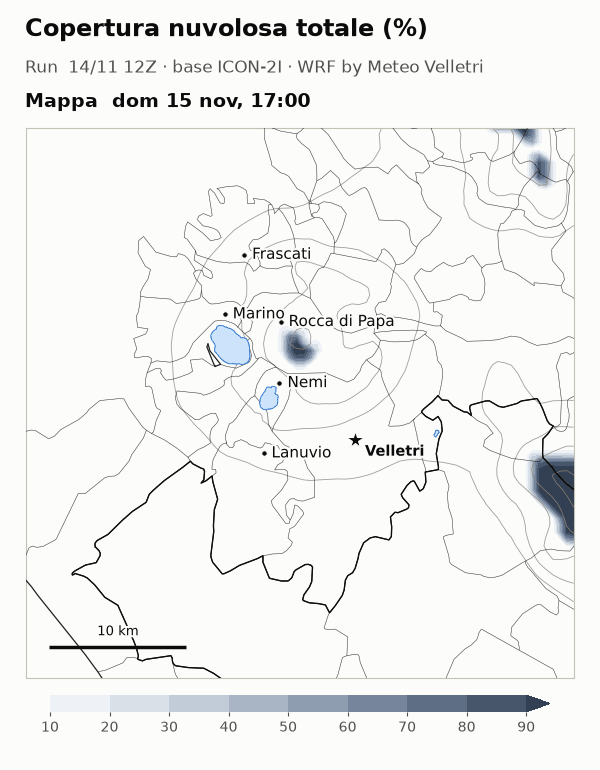 Copertura nuvolosa totale (%)
Run  14/11 12Z · base ICON-2I · WRF by Meteo Velletri
Mappa  dom 15 nov, 17:00
Frascati
Marino
Rocca di Papa
Nemi
Velletri
Lanuvio
10 km
10 20 30 40 50 60 70 80 90